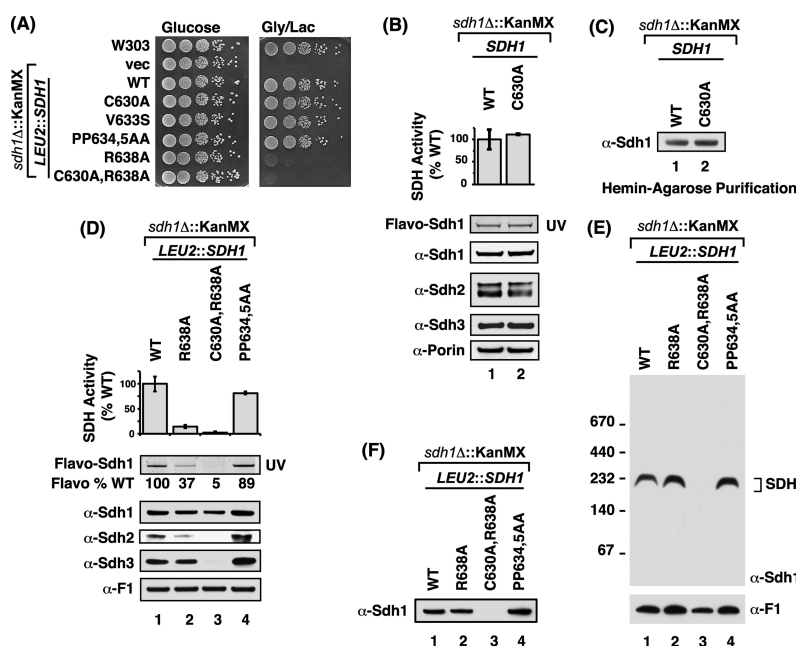 (A)
Glucose
Gly/Lac
sdh1Δ::KanMX
LEU2::SDH1
W303
vec
WT
C630A
V633S
PP634,5AA
R638A
C630A,R638A
(B)
sdh1Δ::KanMX
SDH1
WT
C630A
SDH Activity
(% WT)
100
50
0
Flavo-Sdh1
UV
α-Sdh1
α-Sdh2
α-Sdh3
α-Porin
1 2
(C)
sdh1Δ::KanMX
SDH1
WT
C630A
α-Sdh1
1 2
Hemin-Agarose Purification
(D)
sdh1Δ::KanMX
LEU2::SDH1
WT
R638A
C630A,R638A
PP634,5AA
SDH Activity
(% WT)
100
50
0
Flavo-Sdh1
UV
Flavo % WT 100 37 5 89
α-Sdh1
α-Sdh2
α-Sdh3
α-F1
1 2 3 4
(E)
sdh1Δ::KanMX
LEU2::SDH1
WT
R638A
C630A,R638A
PP634,5AA
670 -
440 -
232 -
140 -
67 -
SDH
α-Sdh1
α-F1
1 2 3 4
(F)
sdh1Δ::KanMX
LEU2::SDH1
WT
R638A
C630A,R638A
PP634,5AA
α-Sdh1
1 2 3 4